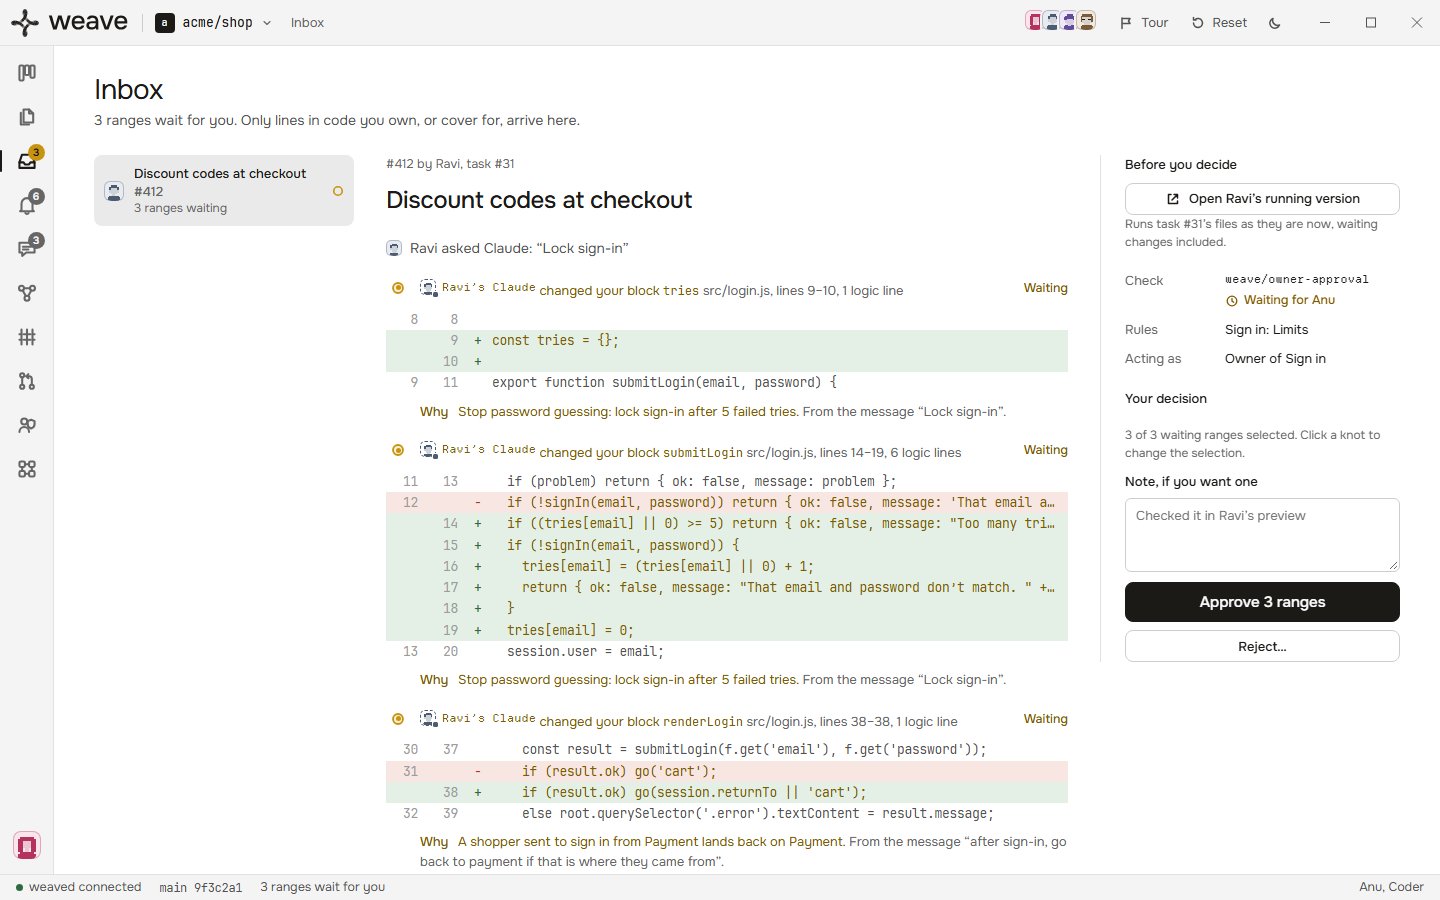 weave
a acme/shop
Inbox
Tour
Reset
Inbox
3 ranges wait for you. Only lines in code you own, or cover for, arrive here.
3
6
3
Discount codes at checkout
#412
3 ranges waiting
#412 by Ravi, task #31
Discount codes at checkout
Ravi asked Claude: “Lock sign-in”
Ravi's Claude changed your block tries src/login.js, lines 9–10, 1 logic line
Waiting
8 8
9 + const tries = {};
10 +
9 11 export function submitLogin(email, password) {
Why Stop password guessing: lock sign-in after 5 failed tries. From the message “Lock sign-in”.
Ravi's Claude changed your block submitLogin src/login.js, lines 14–19, 6 logic lines
Waiting
11 13 if (problem) return { ok: false, message: problem };
12 - if (!signIn(email, password)) return { ok: false, message: 'That email a…
14 + if ((tries[email] || 0) >= 5) return { ok: false, message: "Too many tri…
15 + if (!signIn(email, password)) {
16 + tries[email] = (tries[email] || 0) + 1;
17 + return { ok: false, message: "That email and password don't match. " +…
18 + }
19 + tries[email] = 0;
13 20 session.user = email;
Why Stop password guessing: lock sign-in after 5 failed tries. From the message “Lock sign-in”.
Ravi's Claude changed your block renderLogin src/login.js, lines 38–38, 1 logic line
Waiting
30 37 const result = submitLogin(f.get('email'), f.get('password'));
31 - if (result.ok) go('cart');
38 + if (result.ok) go(session.returnTo || 'cart');
32 39 else root.querySelector('.error').textContent = result.message;
Why A shopper sent to sign in from Payment lands back on Payment. From the message “after sign-in, go
back to payment if that is where they came from”.
Before you decide
Open Ravi’s running version
Runs task #31’s files as they are now, waiting
changes included.
Check weave/owner-approval
Waiting for Anu
Rules Sign in: Limits
Acting as Owner of Sign in
Your decision
3 of 3 waiting ranges selected. Click a knot to
change the selection.
Note, if you want one
Checked it in Ravi’s preview
Approve 3 ranges
Reject…
weaved connected
main 9f3c2a1
3 ranges wait for you
Anu, Coder